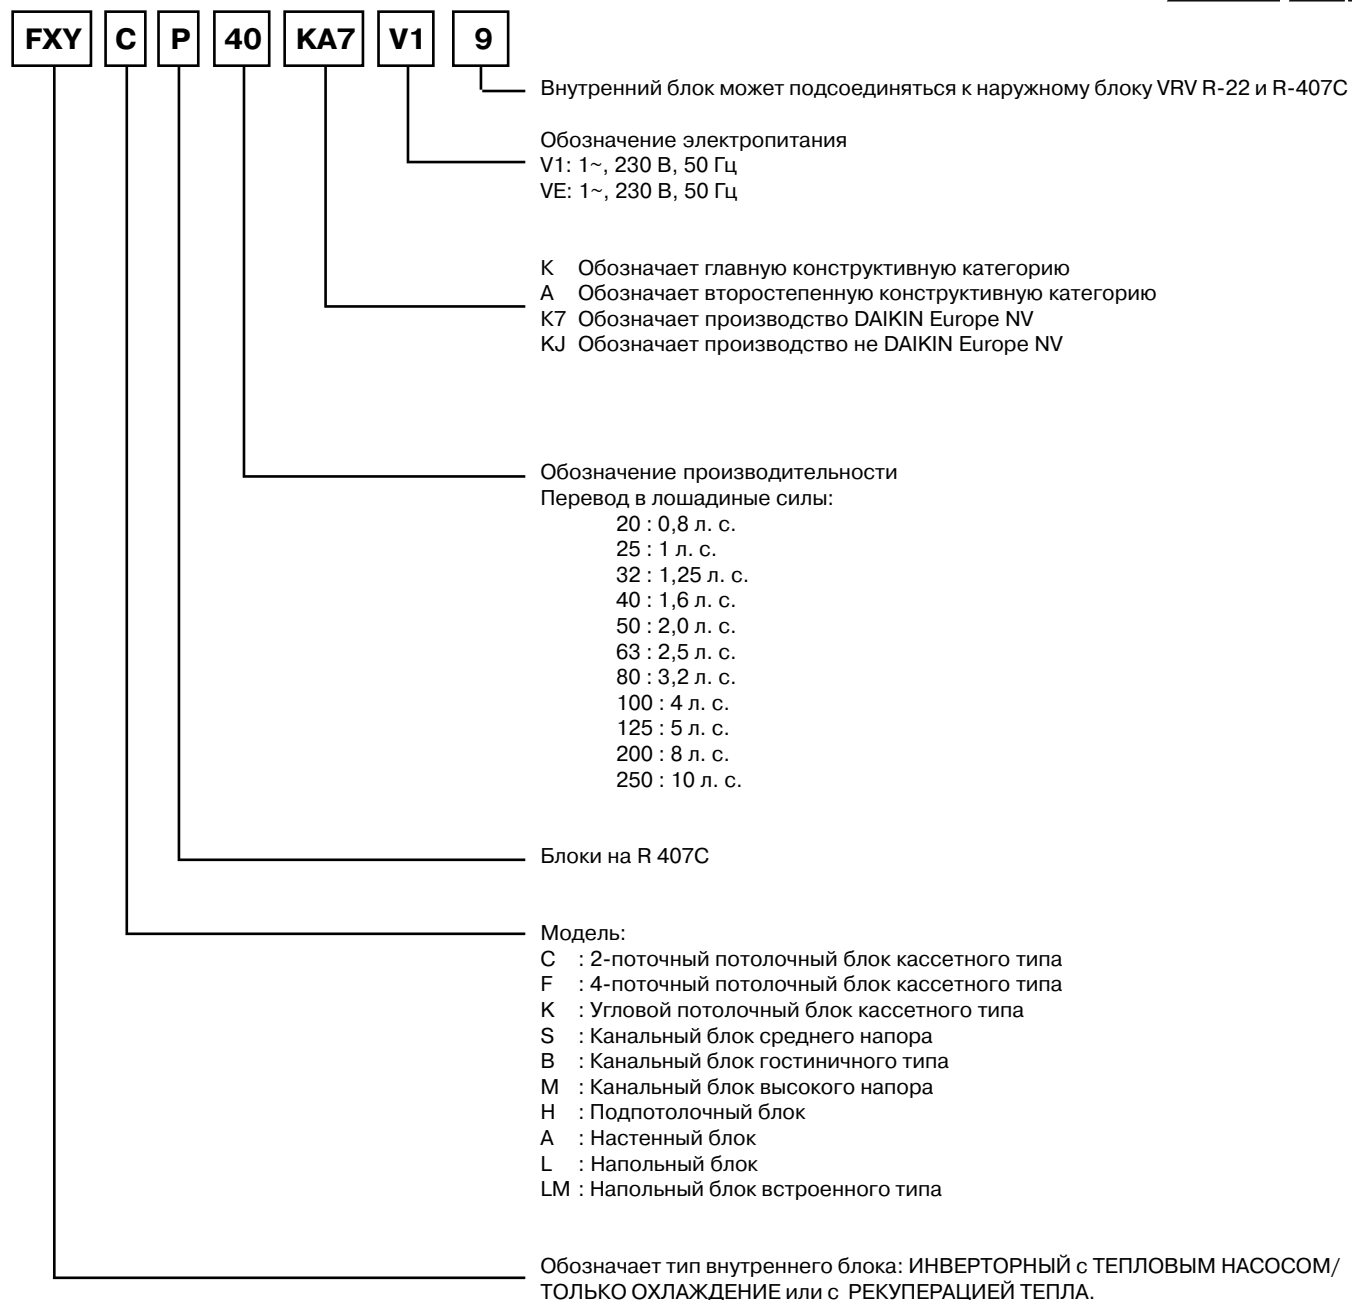 FXY C P 40 KA7 V1 9
Внутренний блок может подсоединяться к наружному блоку VRV R-22 и R-407C
Обозначение электропитания
V1: 1~, 230 В, 50 Гц
VE: 1~, 230 В, 50 Гц
К Обозначает главную конструктивную категорию
А Обозначает второстепенную конструктивную категорию
К7 Обозначает производство DAIKIN Europe NV
KJ Обозначает производство не DAIKIN Europe NV
Обозначение производительности
Перевод в лошадиные силы:
20 : 0,8 л. с.
25 : 1 л. с.
32 : 1,25 л. с.
40 : 1,6 л. с.
50 : 2,0 л. с.
63 : 2,5 л. с.
80 : 3,2 л. с.
100 : 4 л. с.
125 : 5 л. с.
200 : 8 л. с.
250 : 10 л. с.
Блоки на R 407C
Модель:
C : 2-поточный потолочный блок кассетного типа
F : 4-поточный потолочный блок кассетного типа
K : Угловой потолочный блок кассетного типа
S : Канальный блок среднего напора
B : Канальный блок гостиничного типа
M : Канальный блок высокого напора
H : Подпотолочный блок
A : Настенный блок
L : Напольный блок
LM : Напольный блок встроенного типа
Обозначает тип внутреннего блока: ИНВЕРТОРНЫЙ с ТЕПЛОВЫМ НАСОСОМ/
ТОЛЬКО ОХЛАЖДЕНИЕ или с РЕКУПЕРАЦИЕЙ ТЕПЛА.